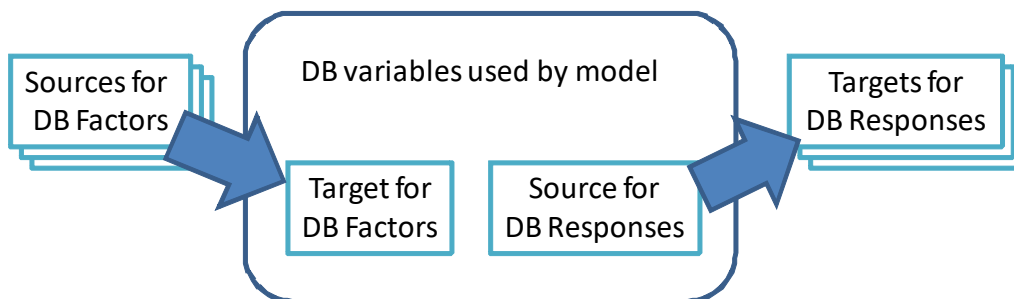 Sources for
DB Factors
DB variables used by model
Targets for
DB Responses
Target for
DB Factors
Source for
DB Responses